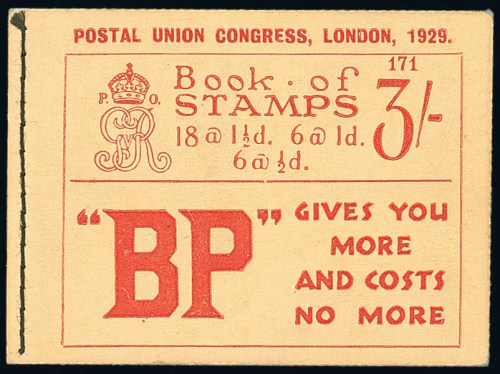 POSTAL UNION CONGRESS, LONDON, 1929.
171
P. O.
GR
Book · of
STAMPS
3/-
18 @ 1½d. 6 @ 1d.
6 @ ½d.
"BP"
GIVES YOU
MORE
AND COSTS
NO MORE